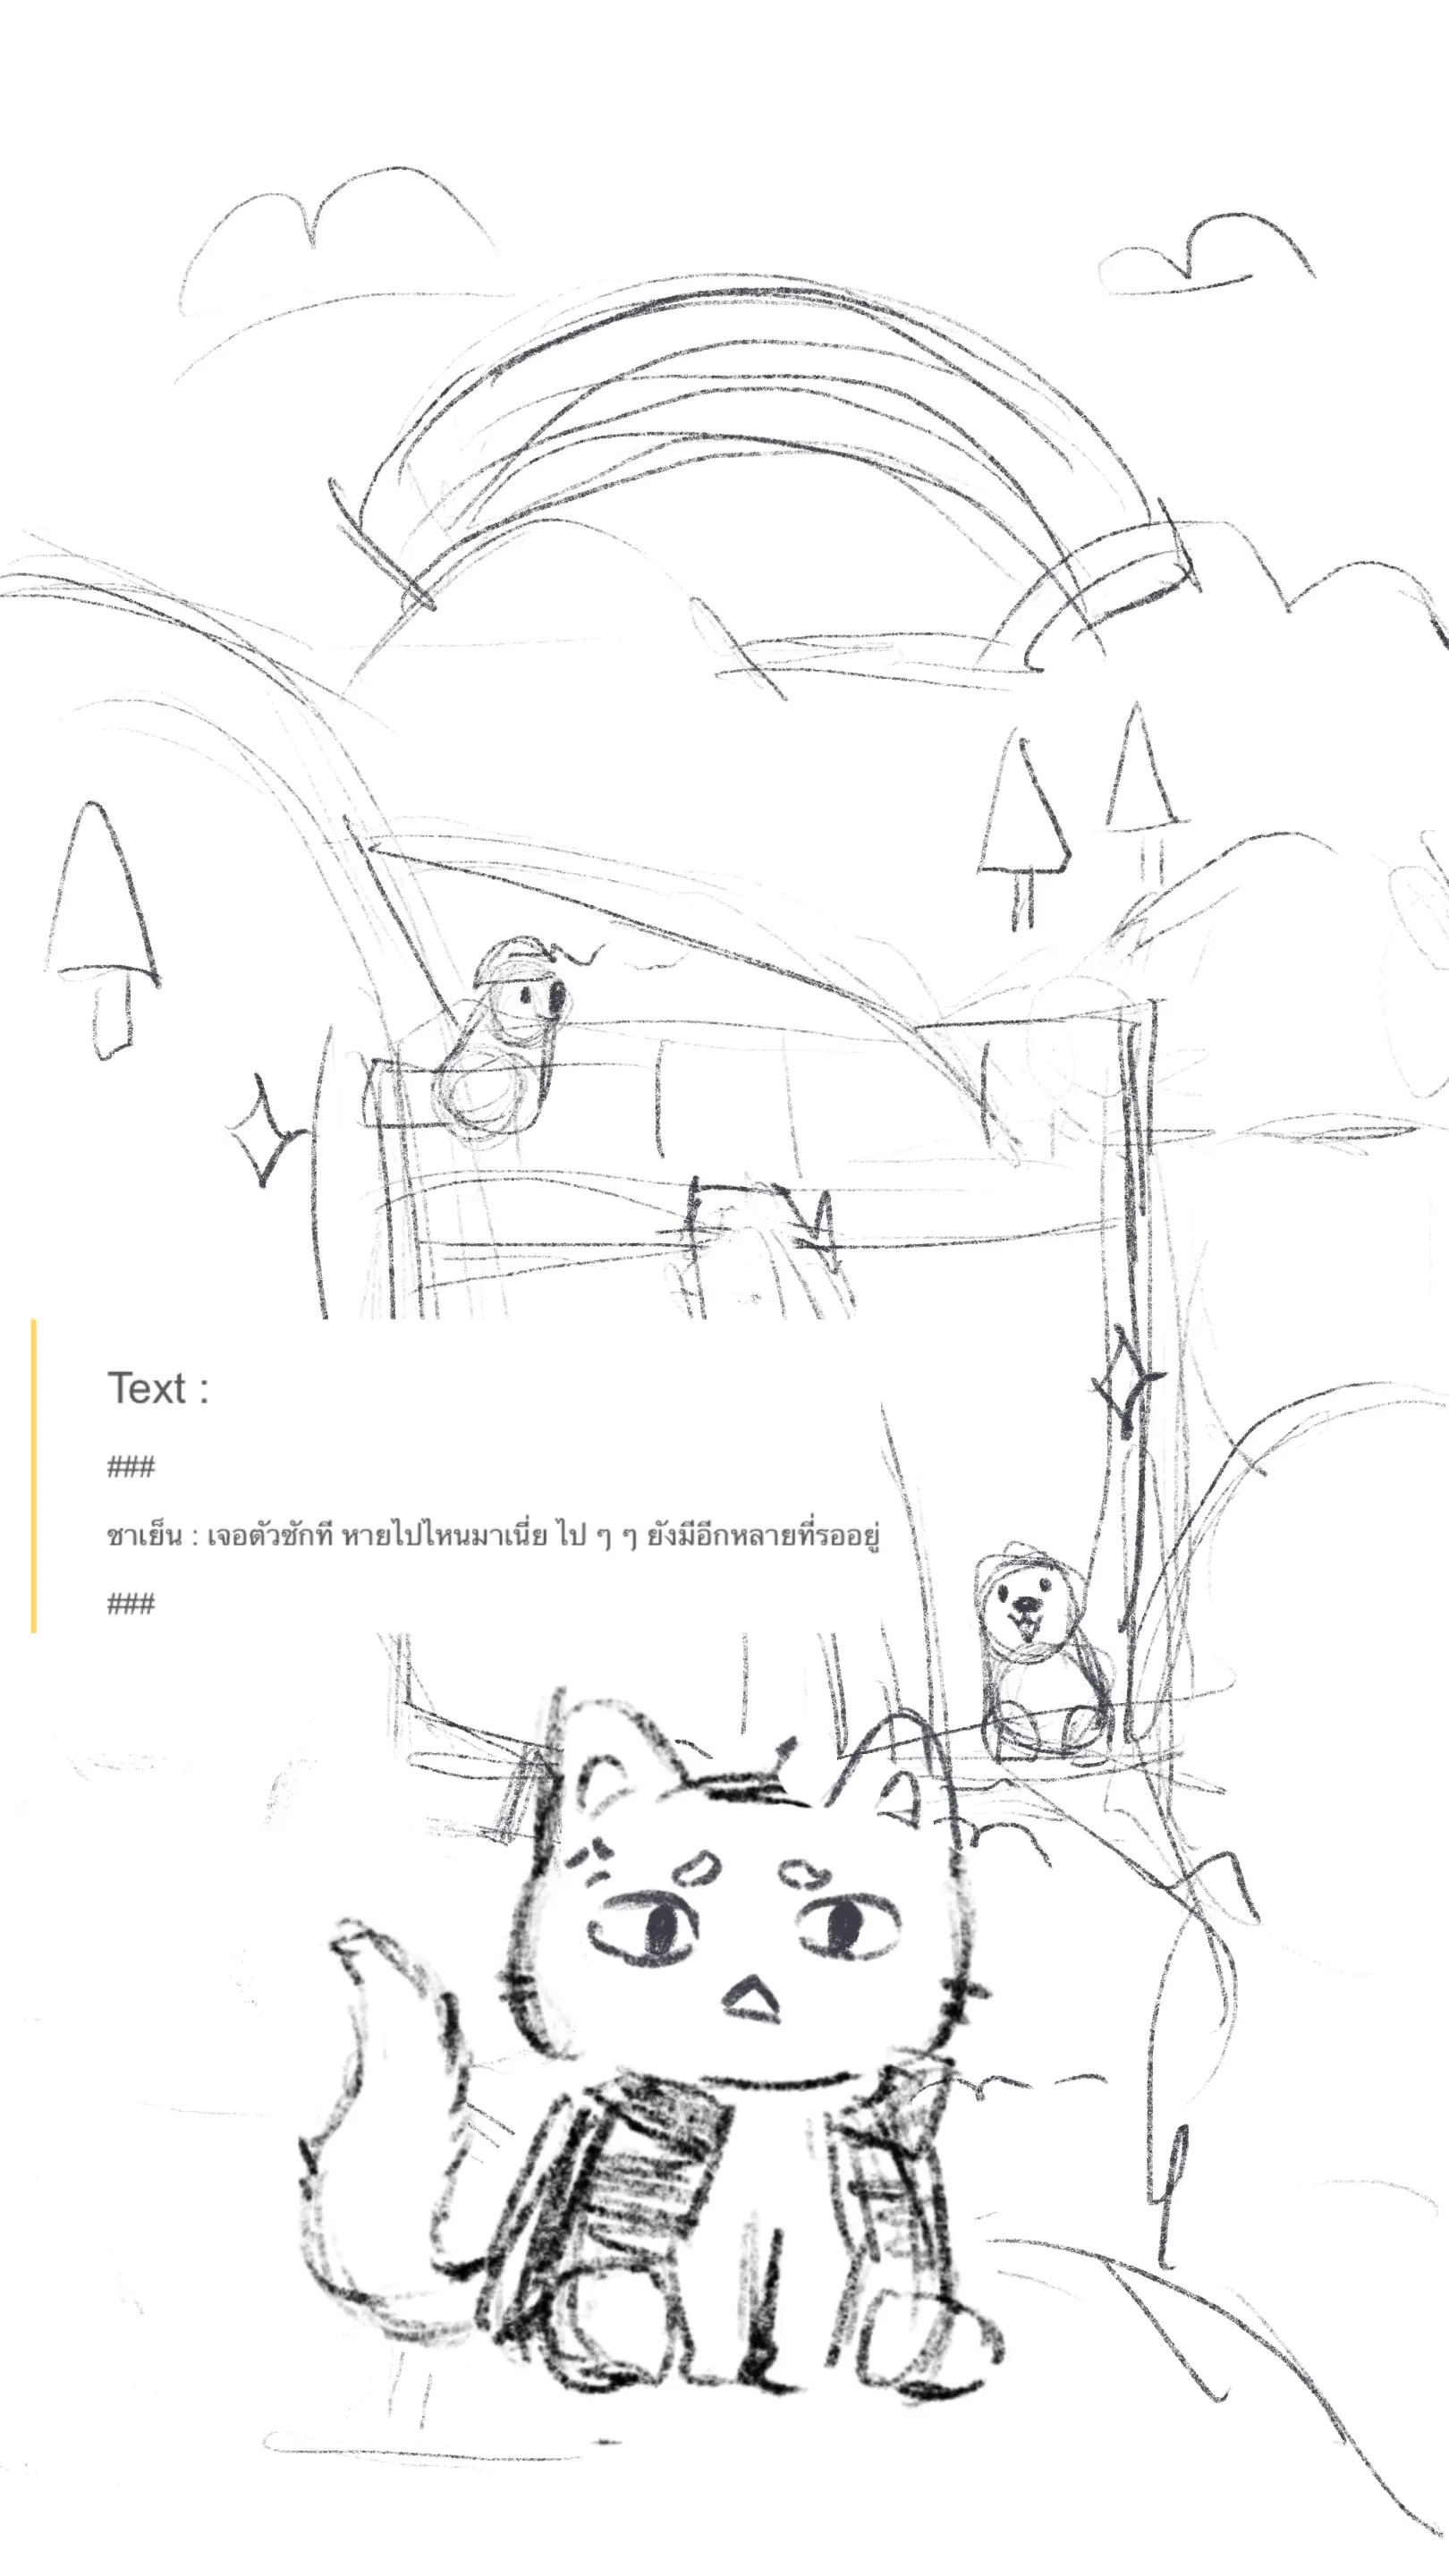 Text :
###
ชาเย็น : เจอตัวซักที หายไปไหนมาเนี่ย ไป ๆ ๆ ยังมีอีกหลายที่รออยู่
###